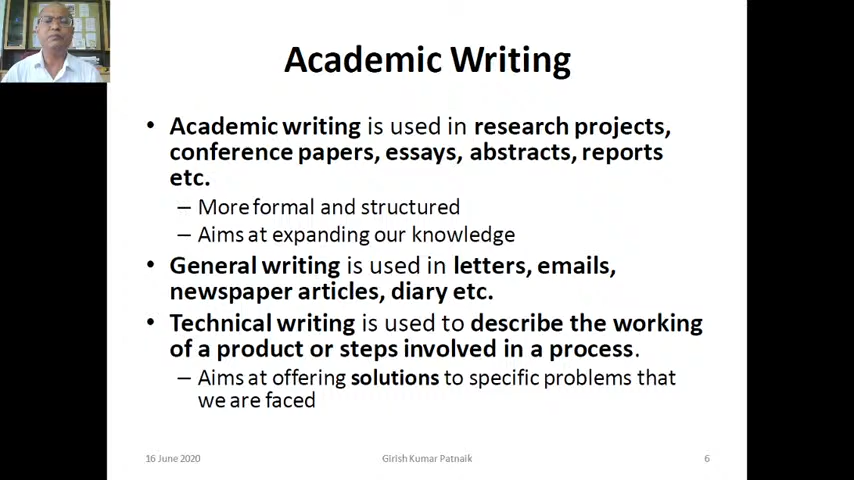 Academic Writing
• Academic writing is used in research projects,
conference papers, essays, abstracts, reports
etc.
– More formal and structured
– Aims at expanding our knowledge
• General writing is used in letters, emails,
newspaper articles, diary etc.
• Technical writing is used to describe the working
of a product or steps involved in a process.
– Aims at offering solutions to specific problems that
we are faced
16 June 2020
Girish Kumar Patnaik
6